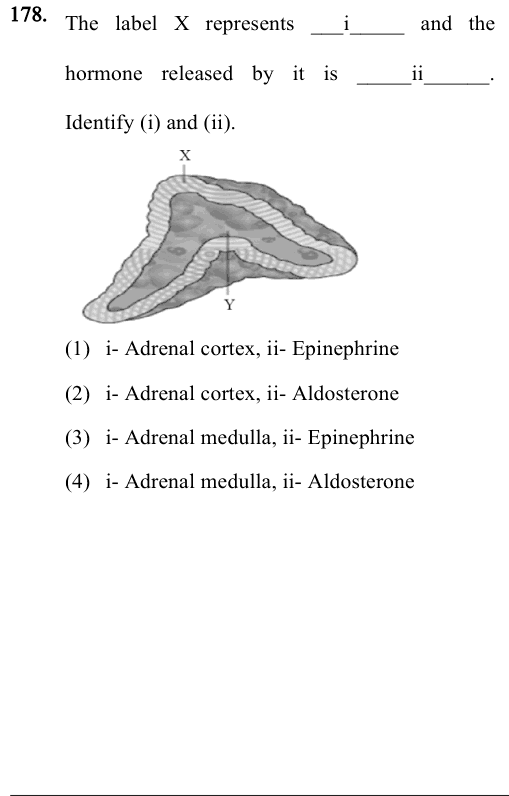 178. The label X represents ___i_____ and the
hormone released by it is _____ii______.
Identify (i) and (ii).
X
Y
(1) i- Adrenal cortex, ii- Epinephrine
(2) i- Adrenal cortex, ii- Aldosterone
(3) i- Adrenal medulla, ii- Epinephrine
(4) i- Adrenal medulla, ii- Aldosterone